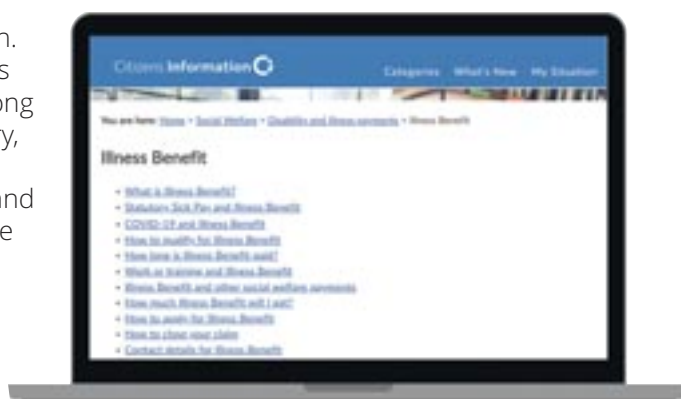 n.
s
ong
ry,
and
e
Citizens Information
Categories What's New My Situation
You are here: Home > Social Welfare > Disability and illness payments > Illness Benefit
Illness Benefit
• What is Illness Benefit?
• Statutory Sick Pay and Illness Benefit
• COVID-19 and Illness Benefit
• How to qualify for Illness Benefit
• How long is Illness Benefit paid?
• Work or training and Illness Benefit
• Illness Benefit and other social welfare payments
• How much Illness Benefit will I get?
• How to apply for Illness Benefit
• How to close your claim
• Contact details for Illness Benefit